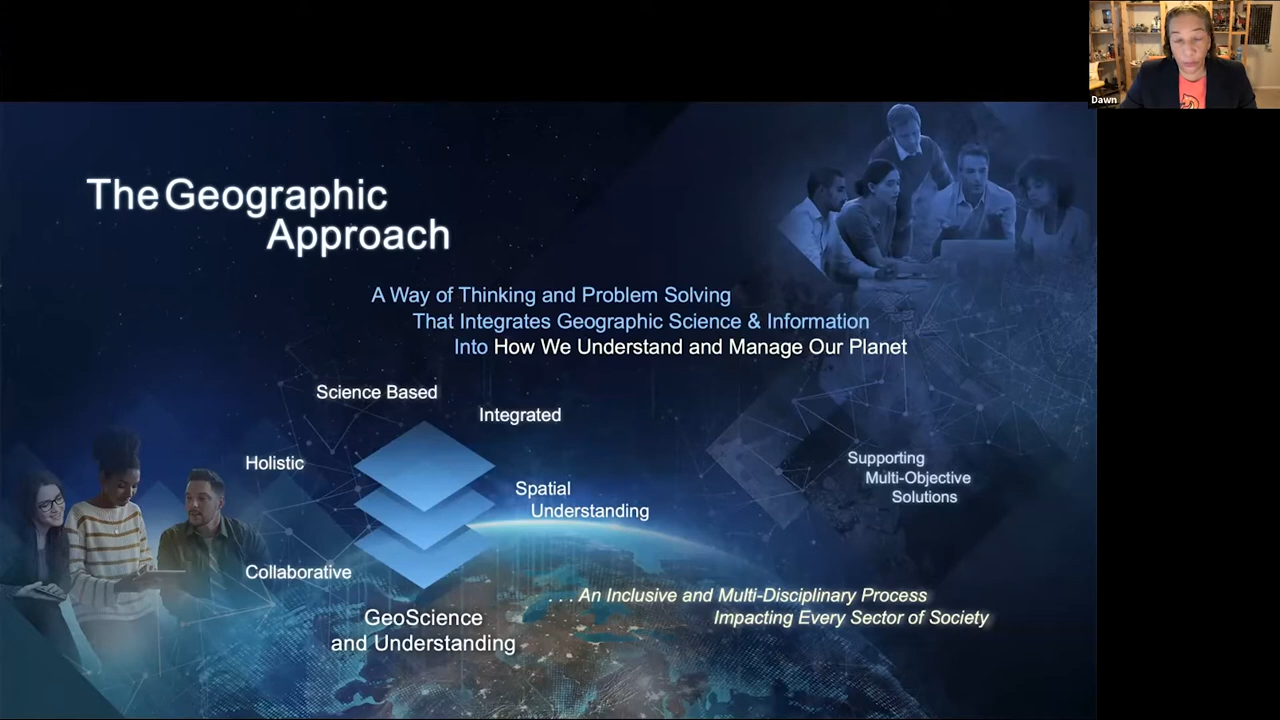 Dawn
The Geographic
Approach
A Way of Thinking and Problem Solving
That Integrates Geographic Science & Information
Into How We Understand and Manage Our Planet
Science Based
Integrated
Holistic
Spatial
Understanding
Supporting
Multi-Objective
Solutions
Collaborative
. . . An Inclusive and Multi-Disciplinary Process
Impacting Every Sector of Society
GeoScience
and Understanding